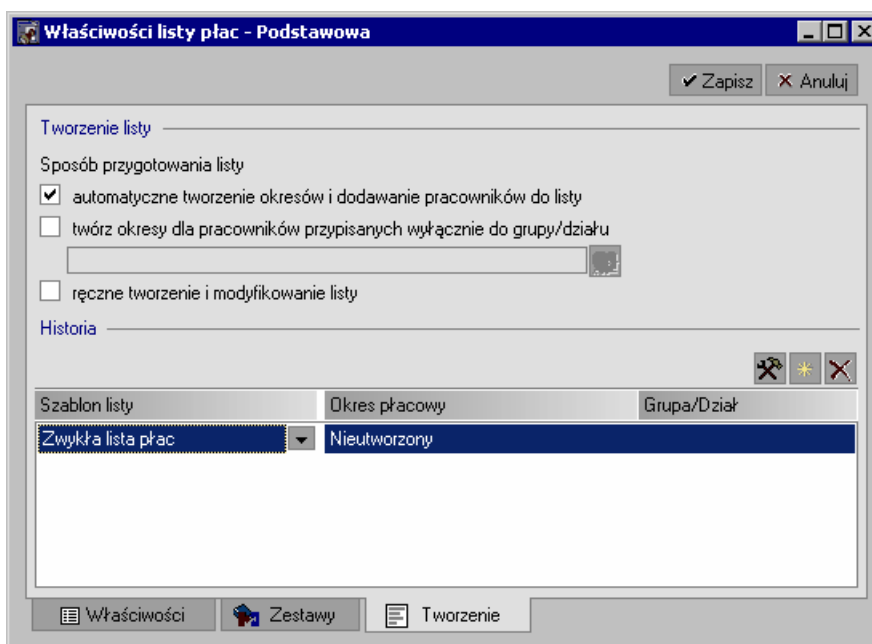 Właściwości listy płac - Podstawowa
Zapisz Anuluj
Tworzenie listy
Sposób przygotowania listy
automatyczne tworzenie okresów i dodawanie pracowników do listy
twórz okresy dla pracowników przypisanych wyłącznie do grupy/działu
ręczne tworzenie i modyfikowanie listy
Historia
Szablon listy Okres płacowy Grupa/Dział
Zwykła lista płac Nieutworzony
Właściwości Zestawy Tworzenie